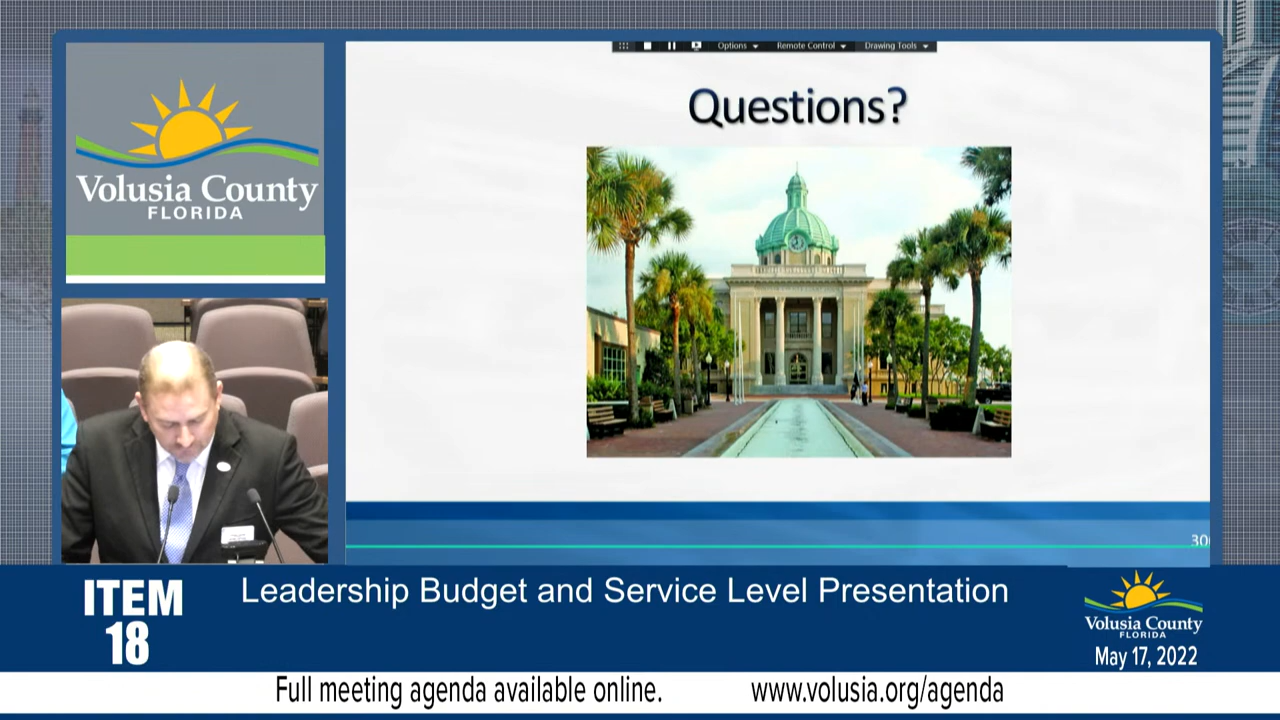 Volusia County
FLORIDA
Options
Remote Control
Drawing Tools
Questions?
ITEM
18
Leadership Budget and Service Level Presentation
Volusia County
FLORIDA
May 17, 2022
Full meeting agenda available online.
www.volusia.org/agenda